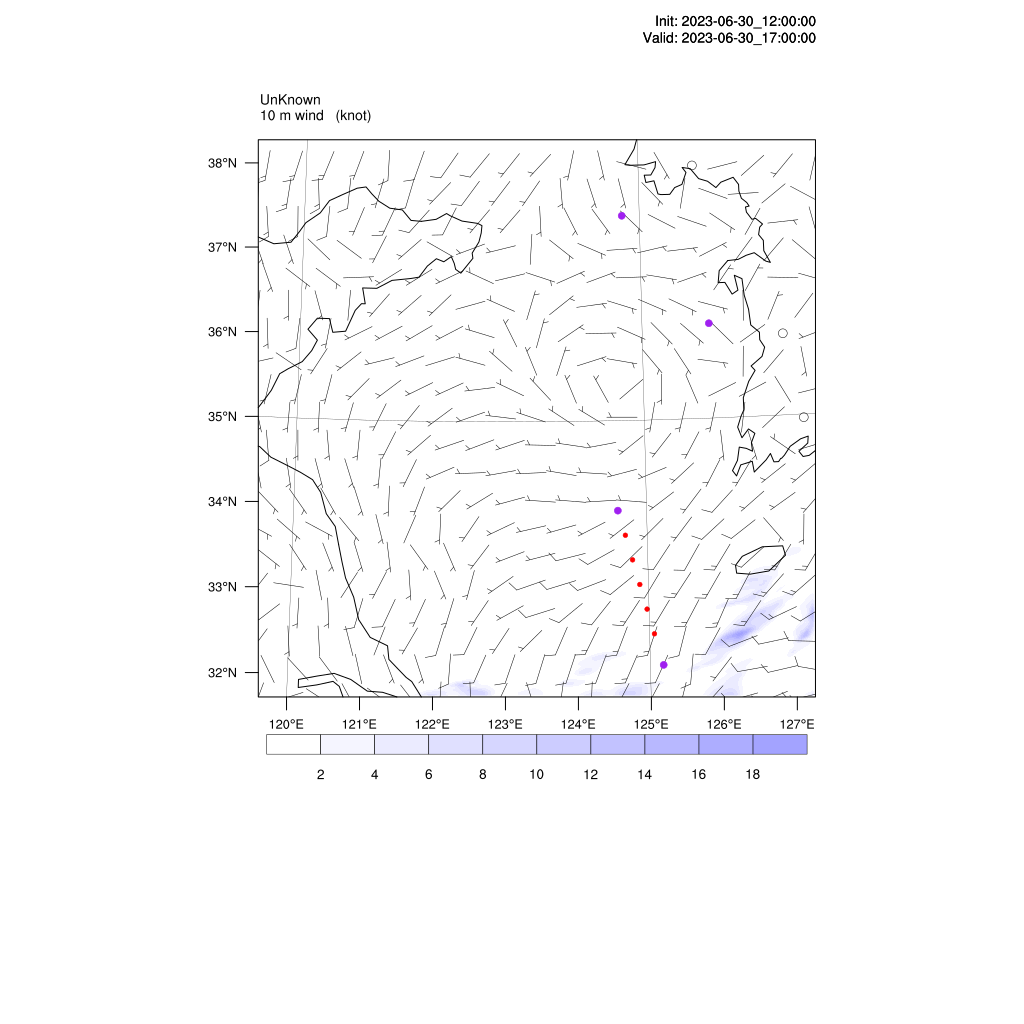 Init: 2023-06-30_12:00:00
Valid: 2023-06-30_17:00:00
UnKnown
10 m wind (knot)
38°N
37°N
36°N
35°N
34°N
33°N
32°N
120°E 121°E 122°E 123°E 124°E 125°E 126°E 127°E
2 4 6 8 10 12 14 16 18